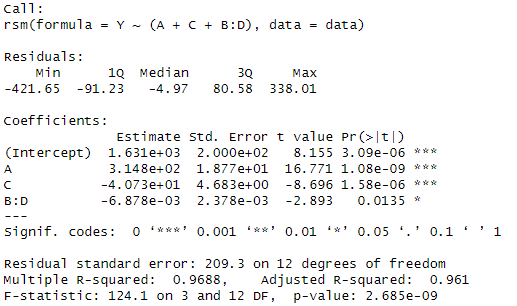 Call:
rsm(formula = Y ~ (A + C + B:D), data = data)
Residuals:
Min 1Q Median 3Q Max
-421.65 -91.23 -4.97 80.58 338.01
Coefficients:
Estimate Std. Error t value Pr(>|t|)
(Intercept) 1.631e+03 2.000e+02 8.155 3.09e-06 ***
A 3.148e+02 1.877e+01 16.771 1.08e-09 ***
C -4.073e+01 4.683e+00 -8.696 1.58e-06 ***
B:D -6.878e-03 2.378e-03 -2.893 0.0135 *
---
Signif. codes: 0 ‘***’ 0.001 ‘**’ 0.01 ‘*’ 0.05 ‘.’ 0.1 ‘ ’ 1
Residual standard error: 209.3 on 12 degrees of freedom
Multiple R-squared: 0.9688, Adjusted R-squared: 0.961
F-statistic: 124.1 on 3 and 12 DF, p-value: 2.685e-09